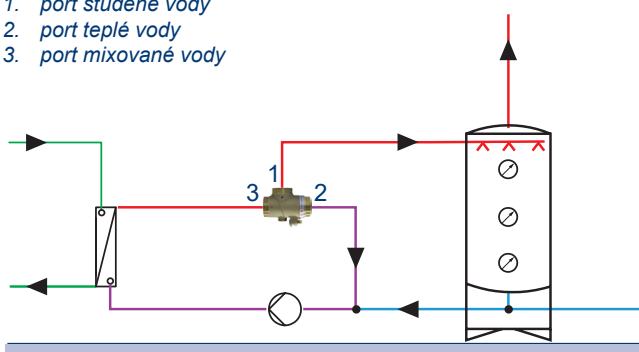 1. port studené vody
2. port teplé vody
3. port mixované vody
1
3 2